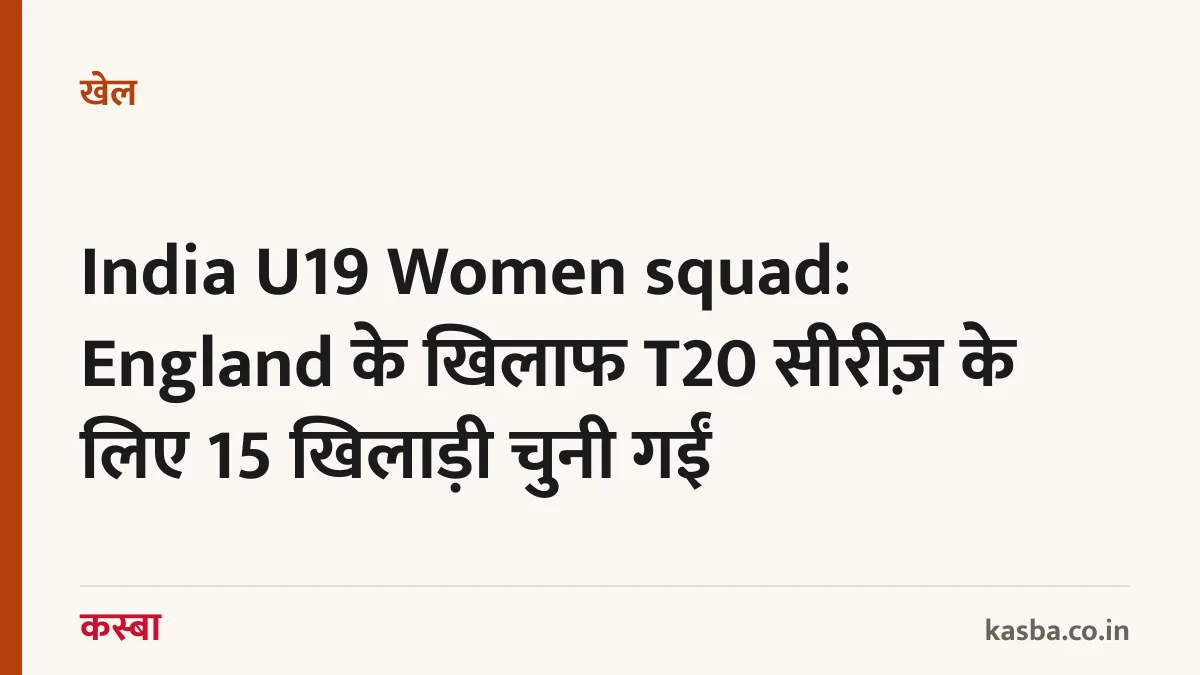 खेल
India U19 Women squad:
England के खिलाफ T20 सीरीज़ के
लिए 15 खिलाड़ी चुनी गईं
कस्बा
kasba.co.in